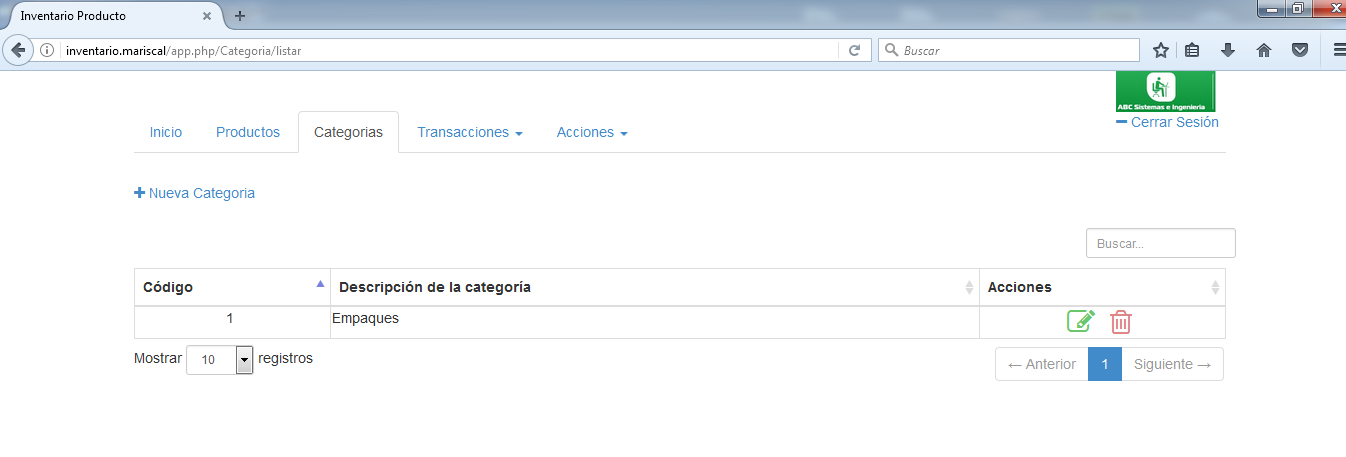 Inventario Producto
inventario.mariscal/app.php/Categoria/listar
Buscar
ABC Sistemas e Ingenieria
Cerrar Sesión
Inicio Productos Categorias Transacciones Acciones
Nueva Categoria
Buscar...
Código Descripción de la categoría Acciones
1 Empaques
Mostrar 10 registros
← Anterior 1 Siguiente →